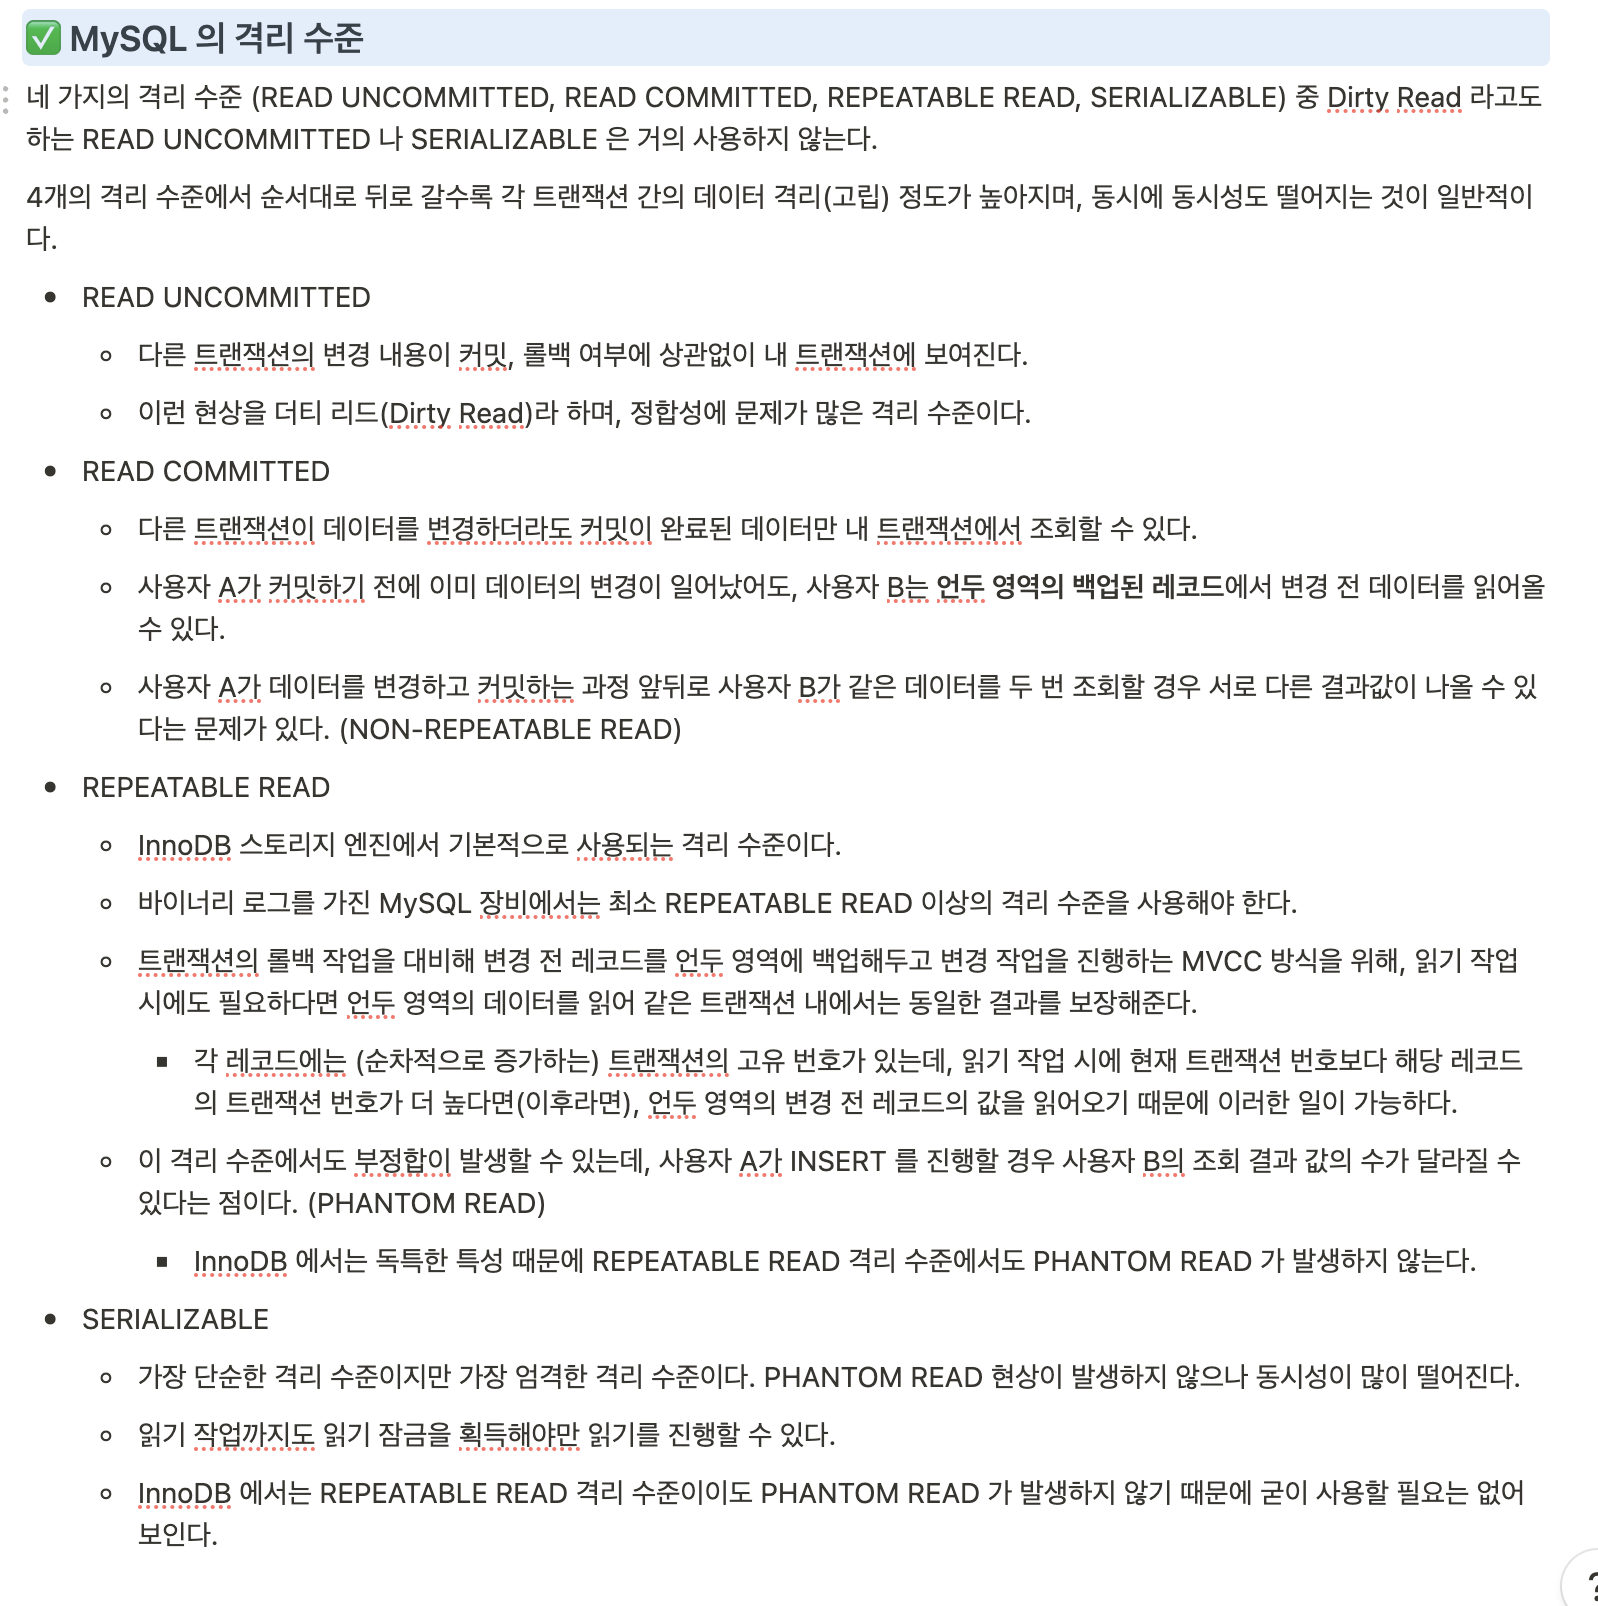 ✅ MySQL 의 격리 수준
네 가지의 격리 수준 (READ UNCOMMITTED, READ COMMITTED, REPEATABLE READ, SERIALIZABLE) 중 Dirty Read 라고도
하는 READ UNCOMMITTED 나 SERIALIZABLE 은 거의 사용하지 않는다.
4개의 격리 수준에서 순서대로 뒤로 갈수록 각 트랜잭션 간의 데이터 격리(고립) 정도가 높아지며, 동시에 동시성도 떨어지는 것이 일반적이
다.
• READ UNCOMMITTED
◦ 다른 트랜잭션의 변경 내용이 커밋, 롤백 여부에 상관없이 내 트랜잭션에 보여진다.
◦ 이런 현상을 더티 리드(Dirty Read)라 하며, 정합성에 문제가 많은 격리 수준이다.
• READ COMMITTED
◦ 다른 트랜잭션이 데이터를 변경하더라도 커밋이 완료된 데이터만 내 트랜잭션에서 조회할 수 있다.
◦ 사용자 A가 커밋하기 전에 이미 데이터의 변경이 일어났어도, 사용자 B는 언두 영역의 백업된 레코드에서 변경 전 데이터를 읽어올
수 있다.
◦ 사용자 A가 데이터를 변경하고 커밋하는 과정 앞뒤로 사용자 B가 같은 데이터를 두 번 조회할 경우 서로 다른 결과값이 나올 수 있
다는 문제가 있다. (NON-REPEATABLE READ)
• REPEATABLE READ
◦ InnoDB 스토리지 엔진에서 기본적으로 사용되는 격리 수준이다.
◦ 바이너리 로그를 가진 MySQL 장비에서는 최소 REPEATABLE READ 이상의 격리 수준을 사용해야 한다.
◦ 트랜잭션의 롤백 작업을 대비해 변경 전 레코드를 언두 영역에 백업해두고 변경 작업을 진행하는 MVCC 방식을 위해, 읽기 작업
시에도 필요하다면 언두 영역의 데이터를 읽어 같은 트랜잭션 내에서는 동일한 결과를 보장해준다.
▪ 각 레코드에는 (순차적으로 증가하는) 트랜잭션의 고유 번호가 있는데, 읽기 작업 시에 현재 트랜잭션 번호보다 해당 레코드
의 트랜잭션 번호가 더 높다면(이후라면), 언두 영역의 변경 전 레코드의 값을 읽어오기 때문에 이러한 일이 가능하다.
◦ 이 격리 수준에서도 부정합이 발생할 수 있는데, 사용자 A가 INSERT 를 진행할 경우 사용자 B의 조회 결과 값의 수가 달라질 수
있다는 점이다. (PHANTOM READ)
▪ InnoDB 에서는 독특한 특성 때문에 REPEATABLE READ 격리 수준에서도 PHANTOM READ 가 발생하지 않는다.
• SERIALIZABLE
◦ 가장 단순한 격리 수준이지만 가장 엄격한 격리 수준이다. PHANTOM READ 현상이 발생하지 않으나 동시성이 많이 떨어진다.
◦ 읽기 작업까지도 읽기 잠금을 획득해야만 읽기를 진행할 수 있다.
◦ InnoDB 에서는 REPEATABLE READ 격리 수준이이도 PHANTOM READ 가 발생하지 않기 때문에 굳이 사용할 필요는 없어
보인다.
?